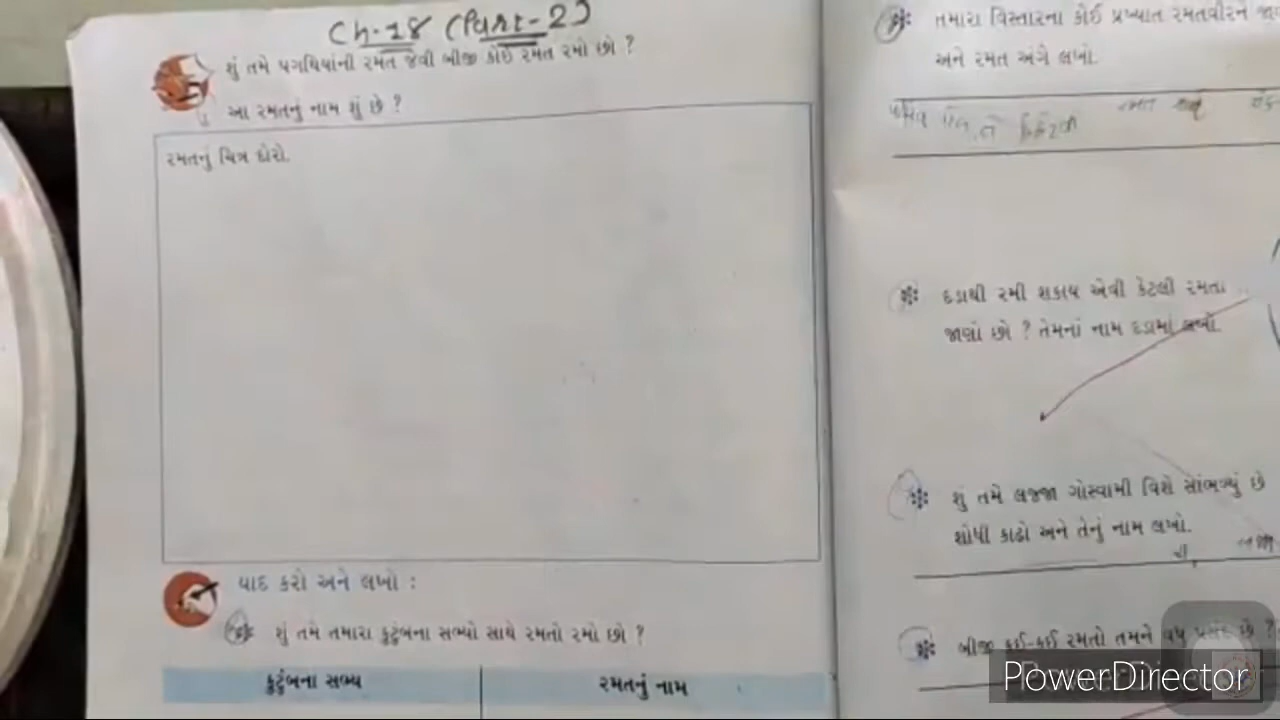 Ch-18 (Part-2)
શું તમે પગથિયાંની રમત જેવી બીજી કોઈ રમત રમો છો ?
આ રમતનું નામ શું છે ?
રમતનું ચિત્ર દોરો.
યાદ કરો અને લખો :
શું તમે તમારા કુટુંબના સભ્યો સાથે રમતો રમો છો ?
કુટુંબના સભ્ય
રમતનું નામ
તમારા વિસ્તારના કોઈ પ્રખ્યાત રમતવીરને
અને રમત અંગે લખો.
દડાથી રમી શકાય એવી કેટલી રમતો
જાણો છો ? તેમનાં નામ દડામાં લખો.
શું તમે લજ્જા ગોસ્વામી વિશે સાંભળ્યું છે
શોધી કાઢો અને તેનું નામ લખો.
બીજી કઈ-કઈ રમતો તમને વધુ પસંદ છે ?
PowerDirector